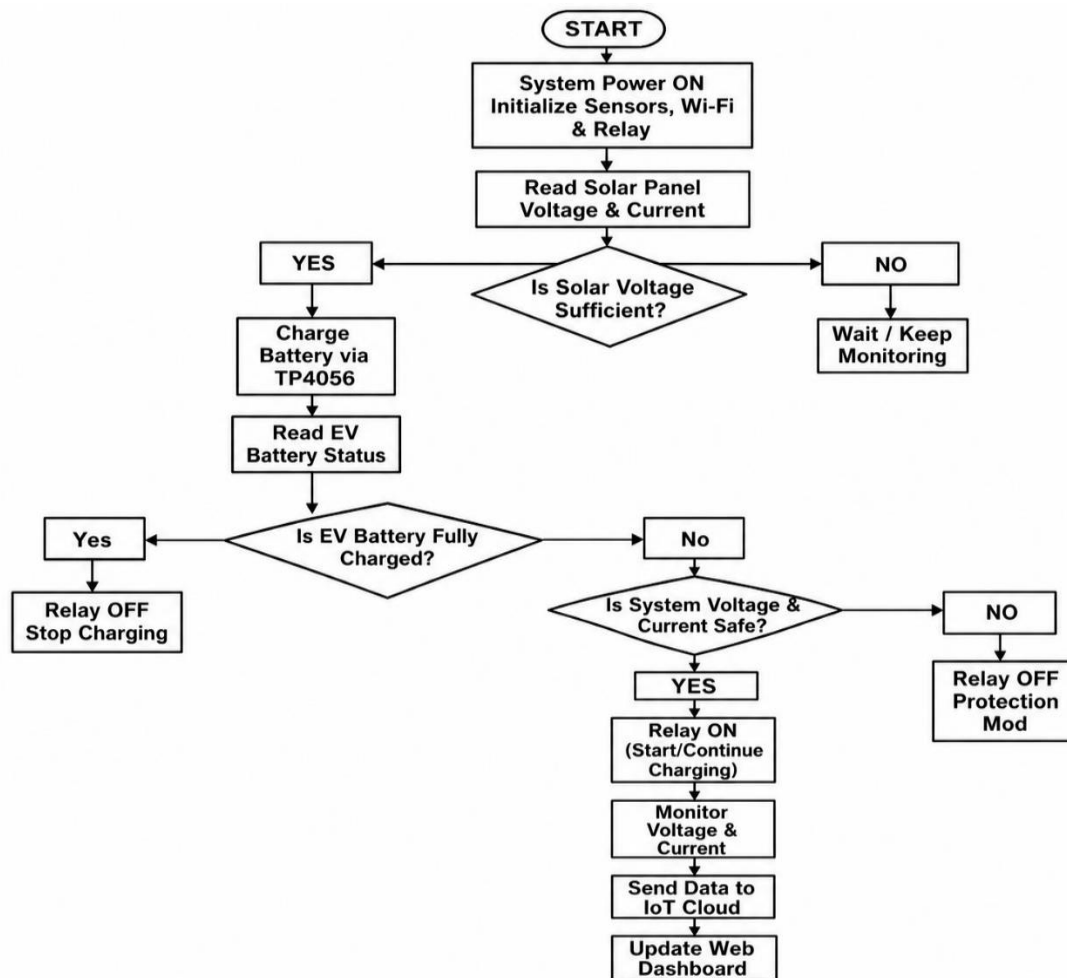 START
System Power ON
Initialize Sensors, Wi-Fi
& Relay
Read Solar Panel
Voltage & Current
Is Solar Voltage
Sufficient?
YES
NO
Charge
Battery via
TP4056
Wait / Keep
Monitoring
Read EV
Battery Status
Is EV Battery Fully
Charged?
Yes
No
Relay OFF
Stop Charging
Is System Voltage &
Current Safe?
NO
YES
Relay OFF
Protection
Mod
Relay ON
(Start/Continue
Charging)
Monitor
Voltage &
Current
Send Data to
IoT Cloud
Update Web
Dashboard